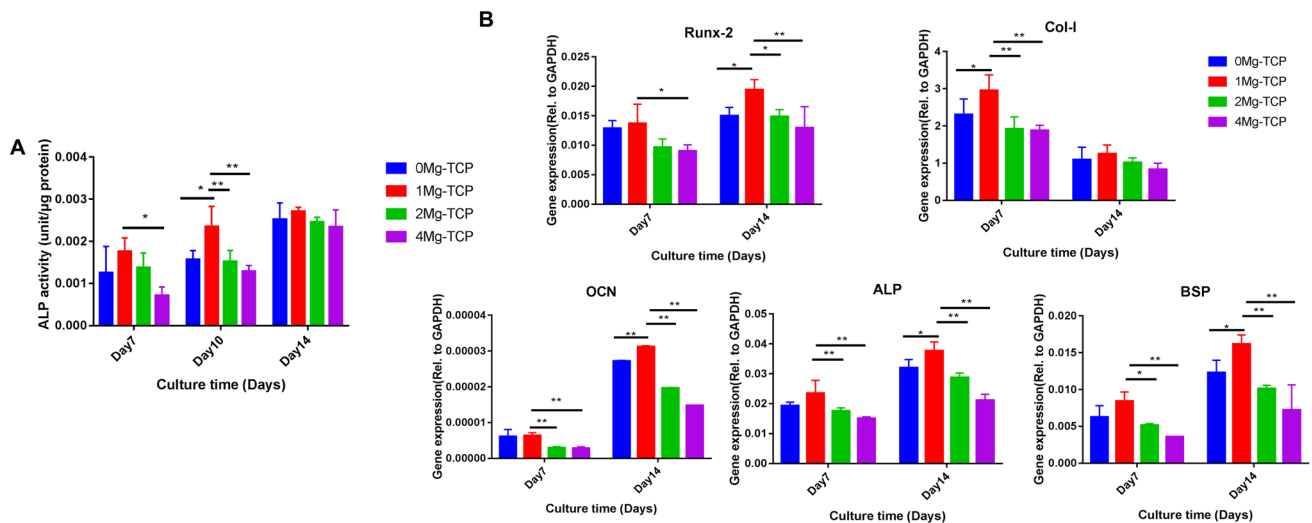 A
ALP activity (unit/μg protein)
0.004
0.003
0.002
0.001
0.000
*
*
**
**
Day7
Day10
Day14
Culture time (Days)
0Mg-TCP
1Mg-TCP
2Mg-TCP
4Mg-TCP
B
Runx-2
Gene expression(Rel. to GAPDH)
0.025
0.020
0.015
0.010
0.005
0.000
*
*
*
**
Day7
Day14
Culture time (Days)
Col-I
Gene expression(Rel. to GAPDH)
4
3
2
1
0
*
**
**
Day7
Day14
Culture time (Days)
0Mg-TCP
1Mg-TCP
2Mg-TCP
4Mg-TCP
OCN
Gene expression(Rel. to GAPDH)
0.00004
0.00003
0.00002
0.00001
0.00000
**
**
**
**
**
Day7
Day14
Culture time (Days)
ALP
Gene expression(Rel. to GAPDH)
0.05
0.04
0.03
0.02
0.01
0.00
**
**
*
**
**
Day7
Day14
Culture time (Days)
BSP
Gene expression(Rel. to GAPDH)
0.020
0.015
0.010
0.005
0.000
*
**
*
**
**
Day7
Day14
Culture time (Days)